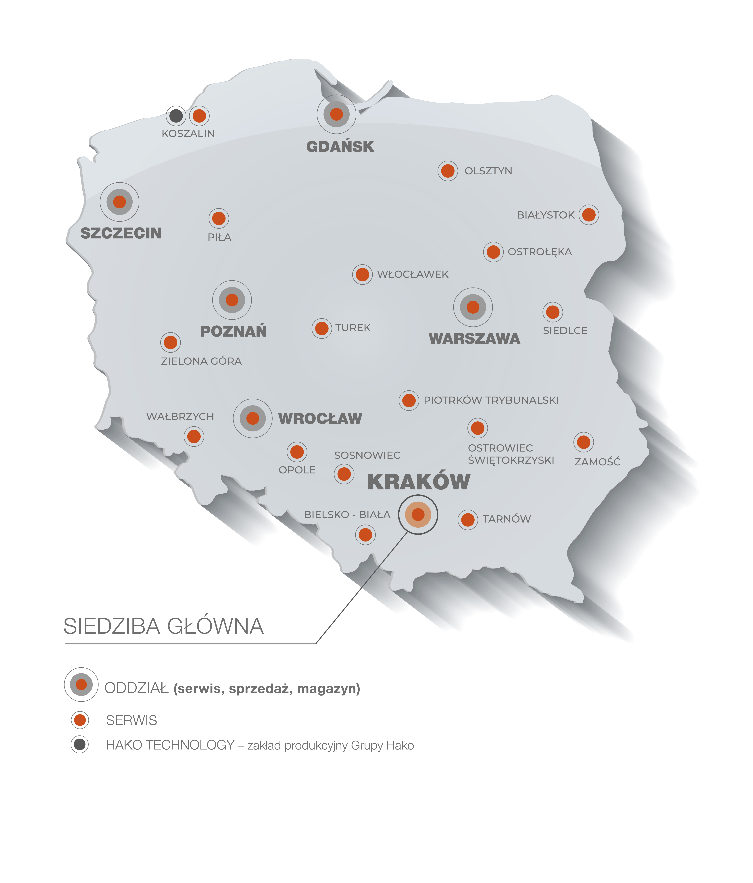 KOSZALIN
GDAŃSK
OLSZTYN
BIAŁYSTOK
SZCZECIN
PIŁA
OSTROŁĘKA
WŁOCŁAWEK
POZNAŃ
TUREK
WARSZAWA
SIEDLCE
ZIELONA GÓRA
PIOTRKÓW TRYBUNALSKI
WAŁBRZYCH
WROCŁAW
OSTROWIEC
ŚWIĘTOKRZYSKI
ZAMOŚĆ
OPOLE
SOSNOWIEC
KRAKÓW
BIELSKO - BIAŁA
TARNÓW
SIEDZIBA GŁÓWNA
ODDZIAŁ (serwis, sprzedaż, magazyn)
SERWIS
HAKO TECHNOLOGY – zakład produkcyjny Grupy Hako